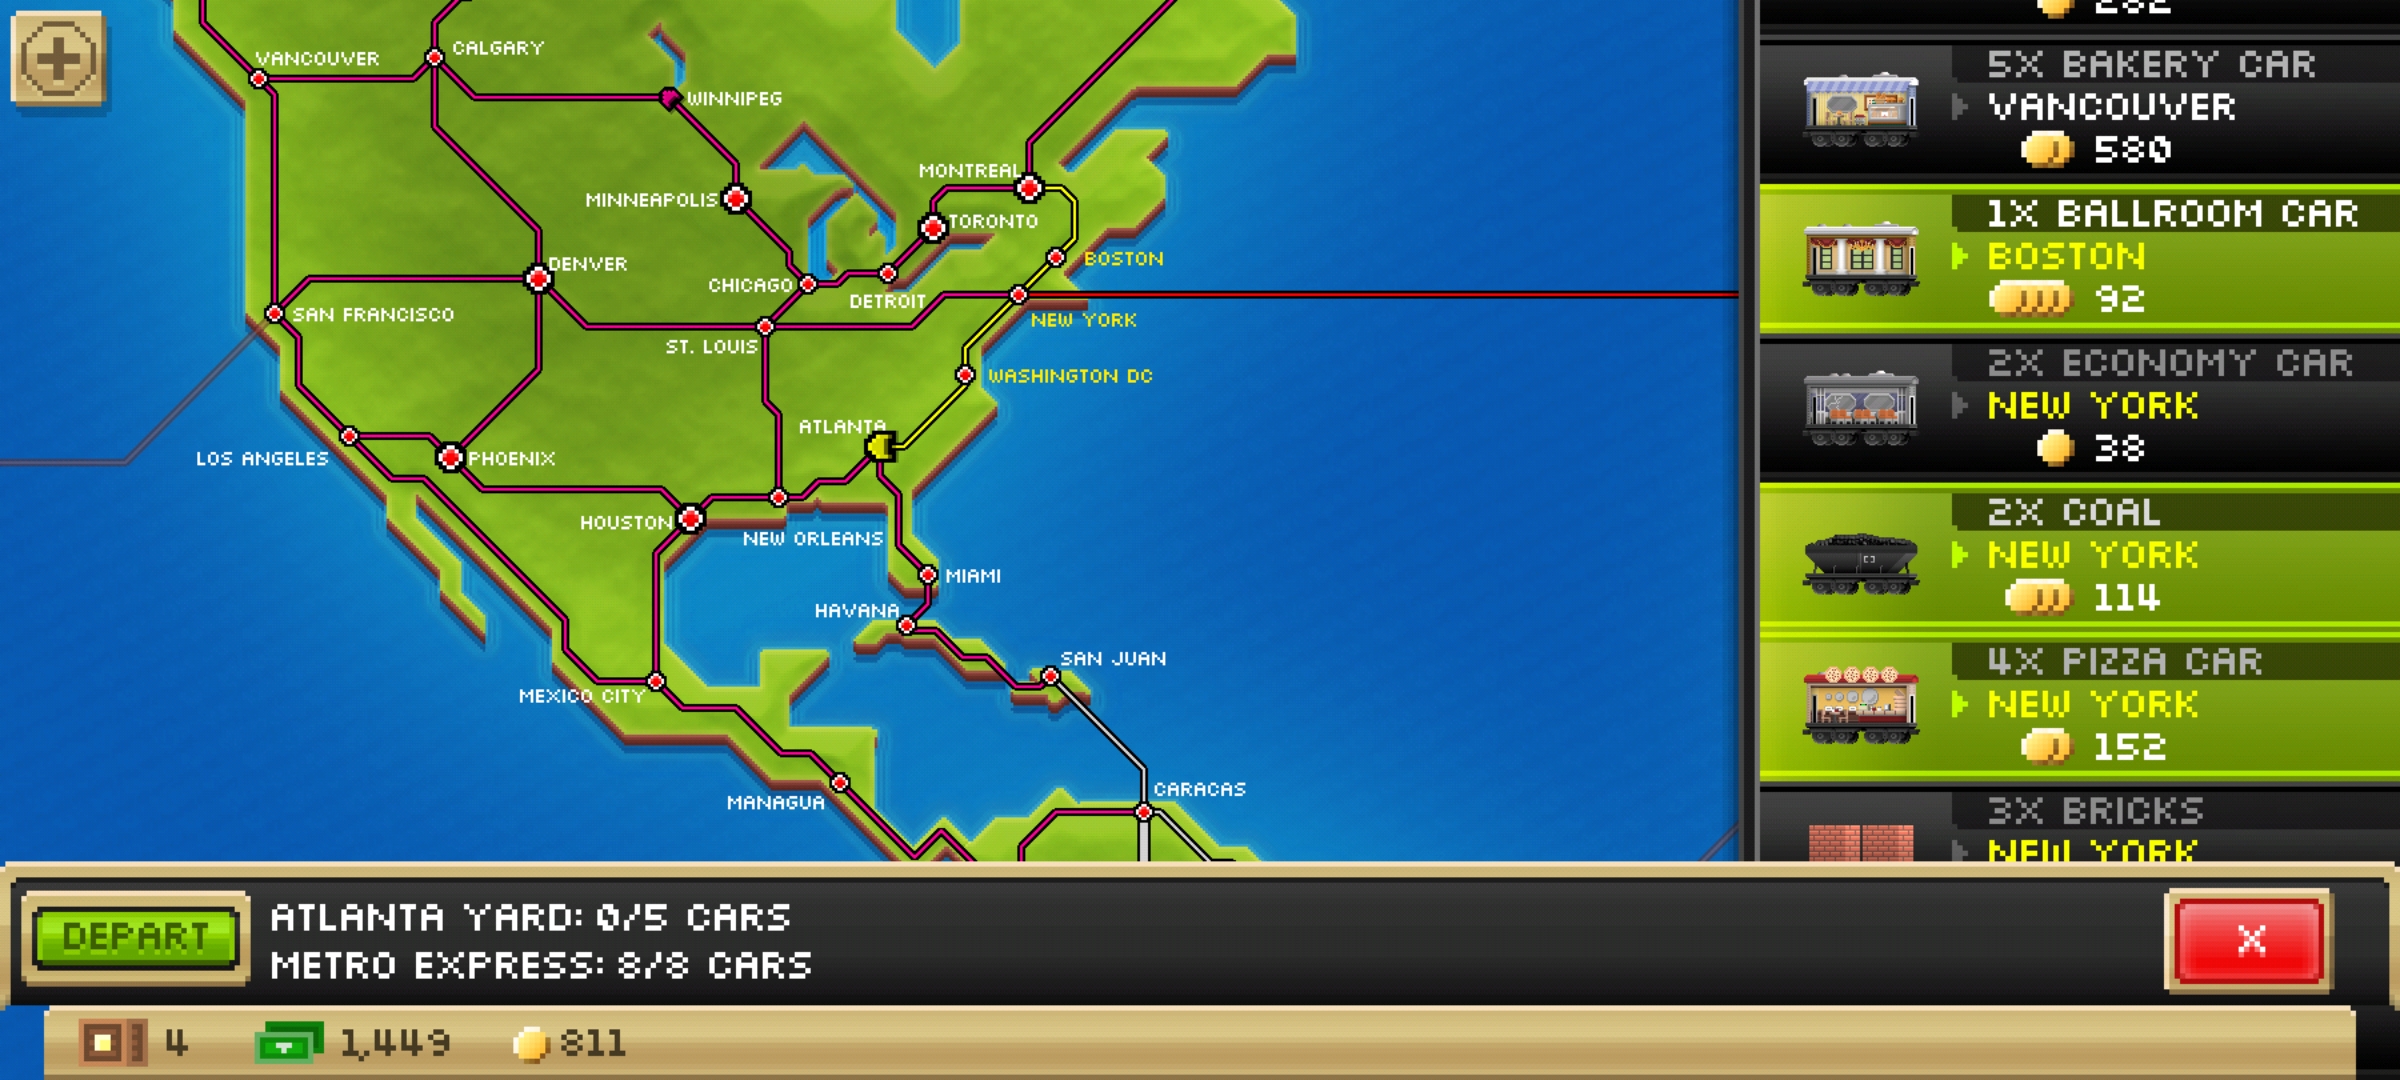 282
VANCOUVER
CALGARY
WINNIPEG
MINNEAPOLIS
MONTREAL
TORONTO
BOSTON
DENVER
CHICAGO
DETROIT
NEW YORK
SAN FRANCISCO
ST. LOUIS
WASHINGTON DC
ATLANTA
LOS ANGELES
PHOENIX
HOUSTON
NEW ORLEANS
MIAMI
HAVANA
SAN JUAN
MEXICO CITY
MANAGUA
CARACAS
5X BAKERY CAR
VANCOUVER
580
1X BALLROOM CAR
BOSTON
92
2X ECONOMY CAR
NEW YORK
38
2X COAL
NEW YORK
114
4X PIZZA CAR
NEW YORK
152
3X BRICKS
NEW YORK
DEPART
ATLANTA YARD: 0/5 CARS
METRO EXPRESS: 8/8 CARS
X
4
1,449
811